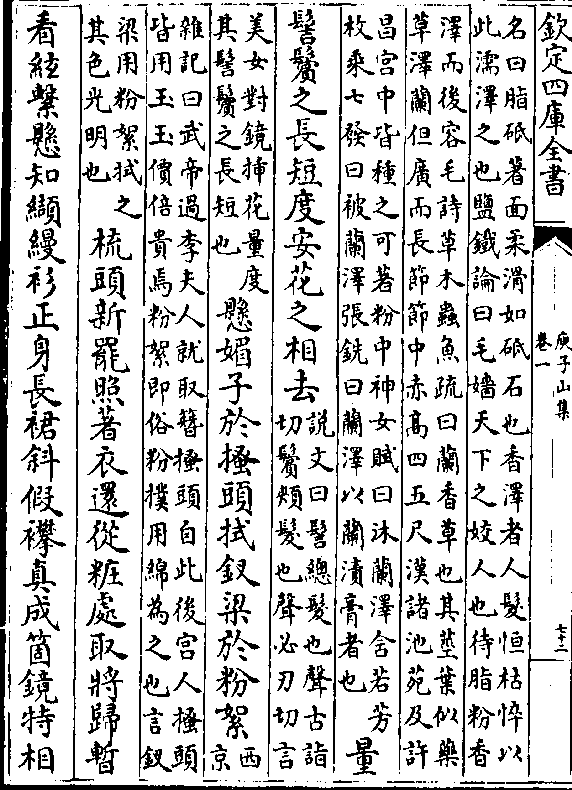 欽定四庫全書
庾子山集
卷一
七十二
名曰脂砥著面柔滑如砥石也香澤者人髮恒枯悴以
此濡澤之也鹽鐵論曰毛嬙天下之姣人也待脂粉香
澤而後容毛詩草木蟲魚疏曰蘭香草也其莖葉似藥
草澤蘭但廣而長節節中赤髙四五尺漢諸池苑及許
昌宫中皆種之可著粉中神女賦曰沐蘭澤含若芳
枚乘七發曰被蘭澤張銑曰蘭澤以蘭漬膏者也
量
髻鬢之長短度安花之相去
說文曰髻總髮也聲古詣
切鬢頰髮也聲必刃切言
美女對鏡揷花量度
其髻鬢之長短也
懸媚子於搔頭拭釵梁於粉絮
西京
雜記曰武帝過李夫人就取簪搔頭自此後宫人搔頭
皆用玉玉價倍貴焉粉絮即俗粉撲用綿為之也言釵
梁用粉絮拭之
其色光明也
梳頭新罷照著衣還從粧處取將歸暫
看絃繫懸知纈縵衫正身長裙斜假襻真成箇鏡特相